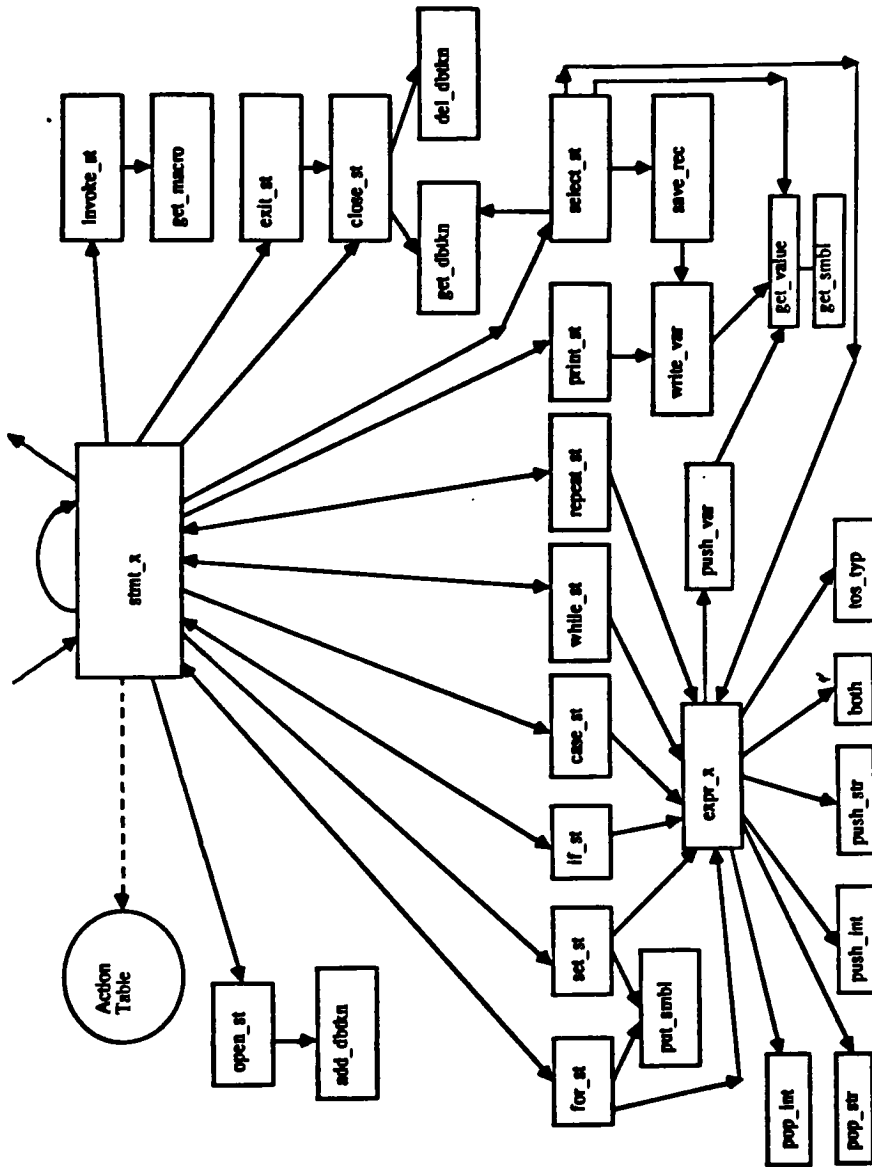 invoke_st
get_macro
exit_st
close_st
get_dbtkn
del_dbtkn
stmt_x
Action
Table
open_st
add_dbtkn
for_st
set_st
if_st
case_st
while_st
repeat_st
print_st
select_st
put_smbl
write_var
save_rec
expr_x
push_var
get_value
get_smbl
pop_int
pop_str
push_int
push_str
both
tos_typ